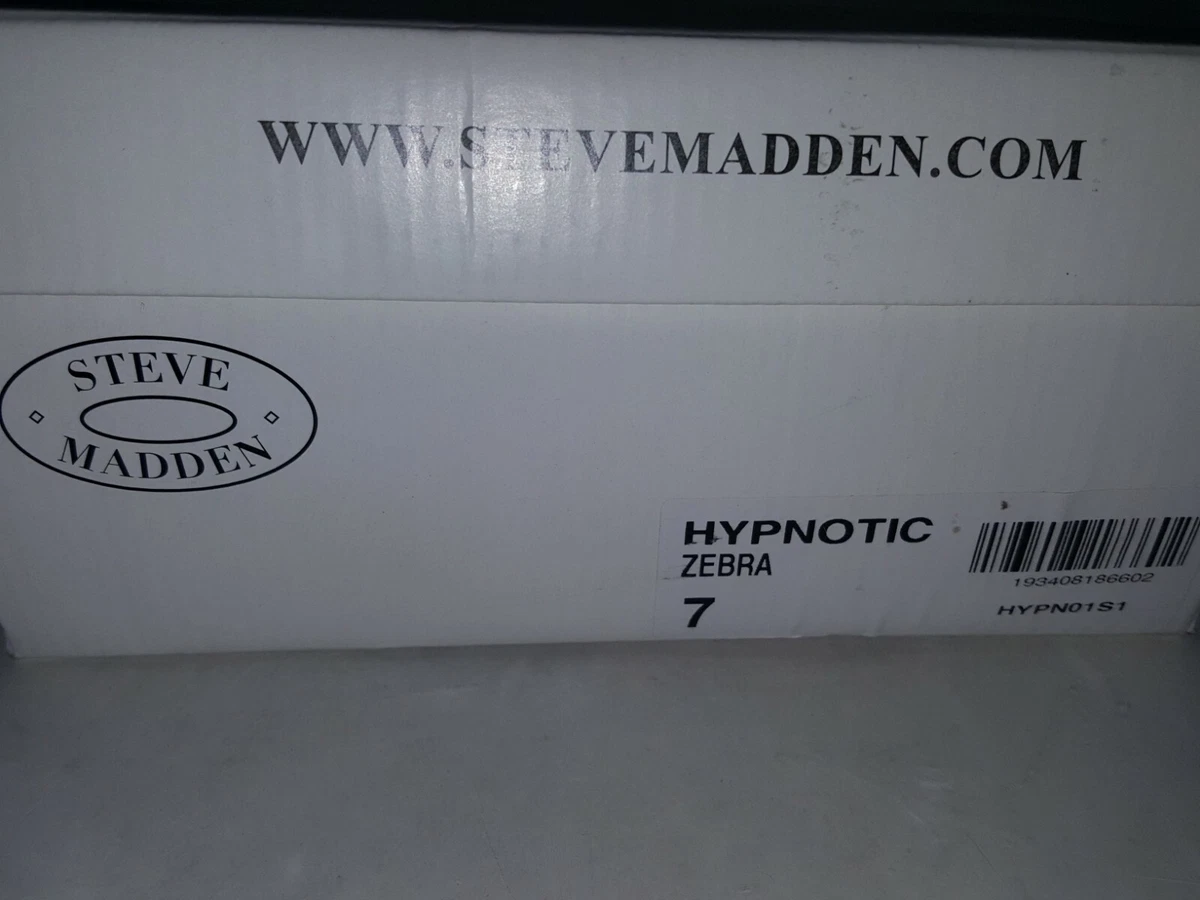 WWW.STEVEMADDEN.COM
STEVE
MADDEN
HYPNOTIC
ZEBRA
7
193408186602
HYPN01S1